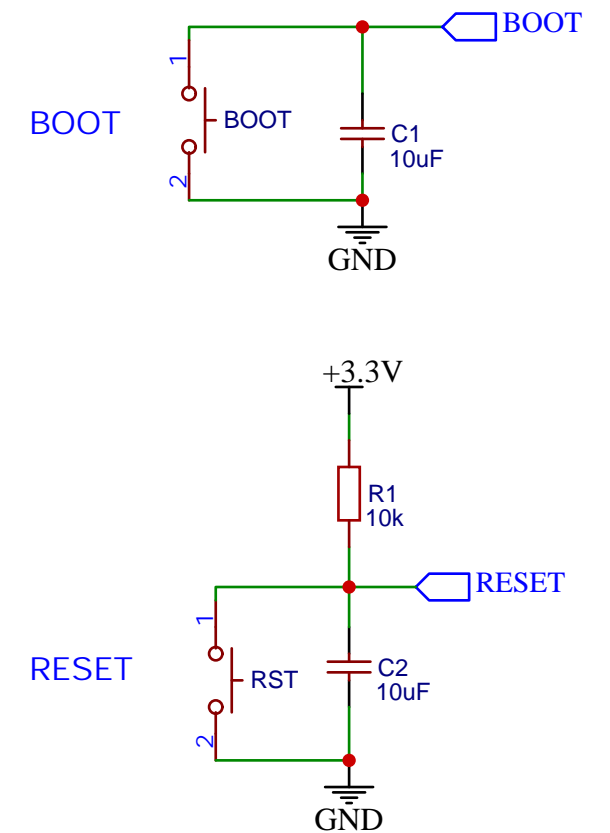 BOOT
1
BOOT
BOOT
C1
10uF
2
GND
+3.3V
R1
10k
RESET
1
RESET
RST
C2
10uF
2
GND